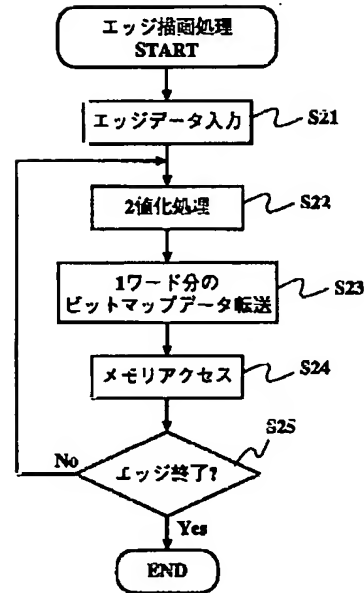 エッジ描画処理
START
エッジデータ入力
S21
2値化処理
S22
1ワード分の
ビットマップデータ転送
S23
メモリアクセス
S24
エッジ終了?
S25
No
Yes
END